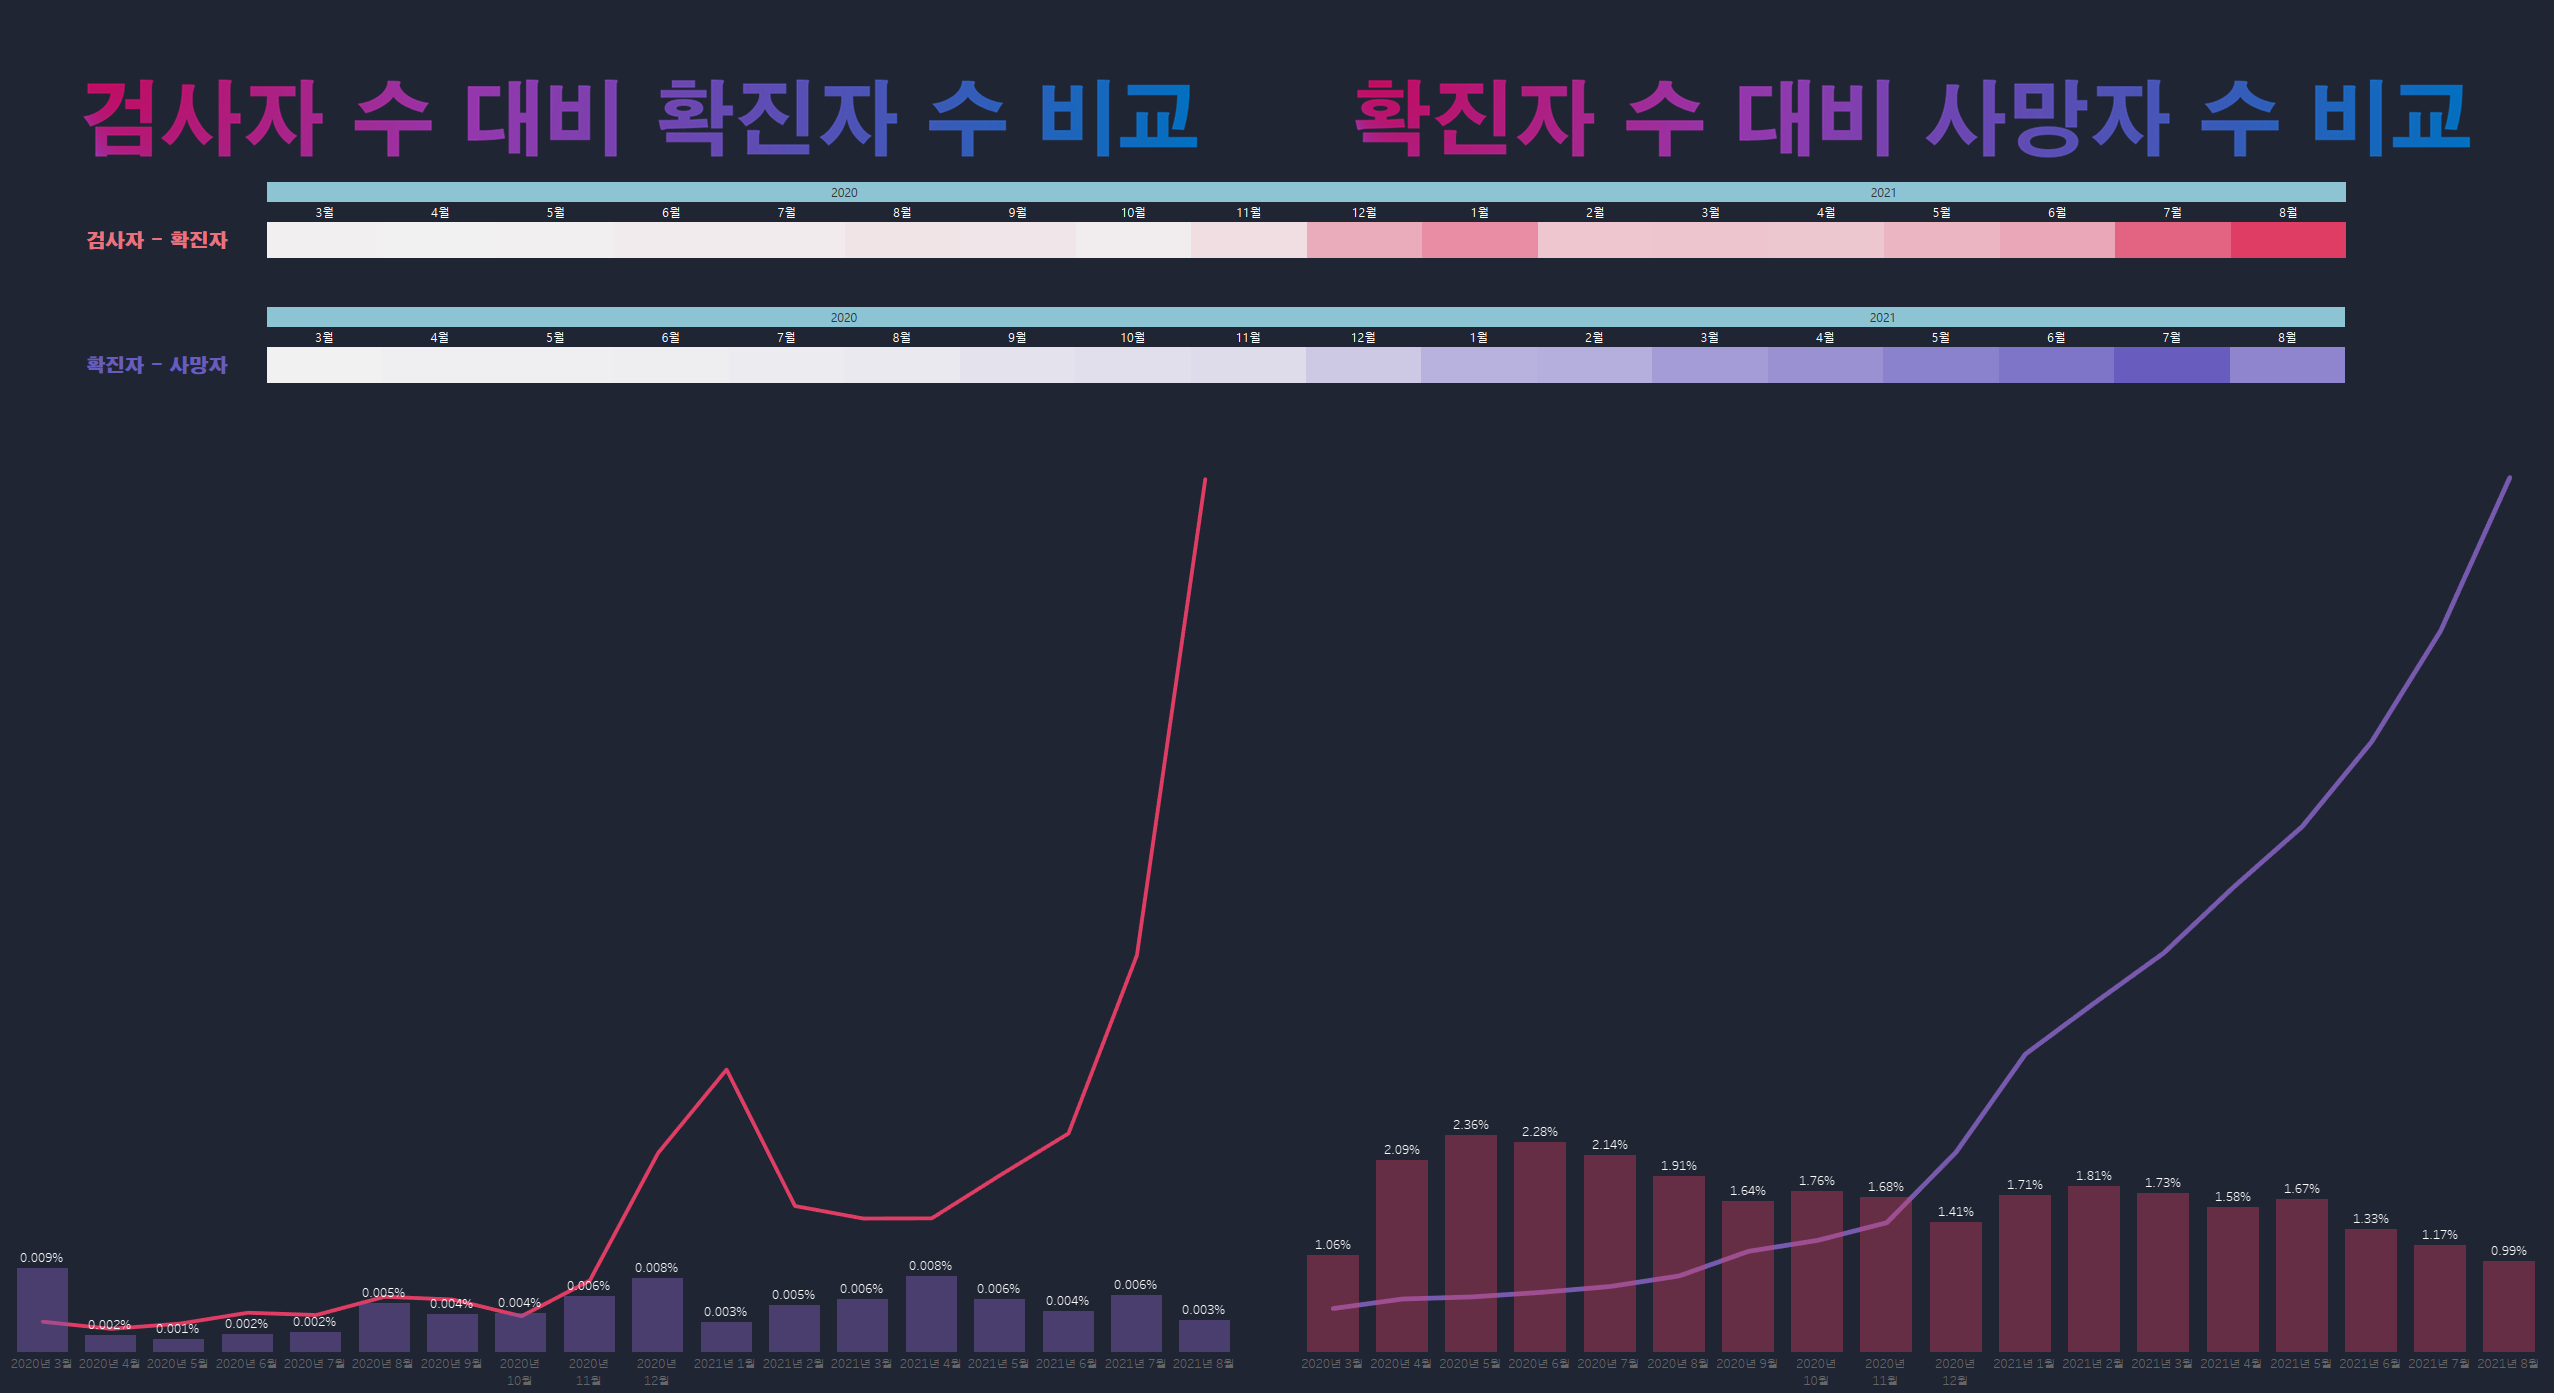 검사자 수 대비 확진자 수 비교
확진자 수 대비 사망자 수 비교
2020 2021
3월 4월 5월 6월 7월 8월 9월 10월 11월 12월 1월 2월 3월 4월 5월 6월 7월 8월
검사자 - 확진자
2020 2021
3월 4월 5월 6월 7월 8월 9월 10월 11월 12월 1월 2월 3월 4월 5월 6월 7월 8월
확진자 - 사망자
0.009% 0.002% 0.001% 0.002% 0.002% 0.005% 0.004% 0.004% 0.006% 0.008% 0.003% 0.005% 0.006% 0.008% 0.006% 0.004% 0.006% 0.003%
2020년 3월 2020년 4월 2020년 5월 2020년 6월 2020년 7월 2020년 8월 2020년 9월 2020년 2020년 2020년 2021년 1월 2021년 2월 2021년 3월 2021년 4월 2021년 5월 2021년 6월 2021년 7월 2021년 8월
10월 11월 12월
1.06% 2.09% 2.36% 2.28% 2.14% 1.91% 1.64% 1.76% 1.68% 1.41% 1.71% 1.81% 1.73% 1.58% 1.67% 1.33% 1.17% 0.99%
2020년 3월 2020년 4월 2020년 5월 2020년 6월 2020년 7월 2020년 8월 2020년 9월 2020년 2020년 2020년 2021년 1월 2021년 2월 2021년 3월 2021년 4월 2021년 5월 2021년 6월 2021년 7월 2021년 8월
10월 11월 12월